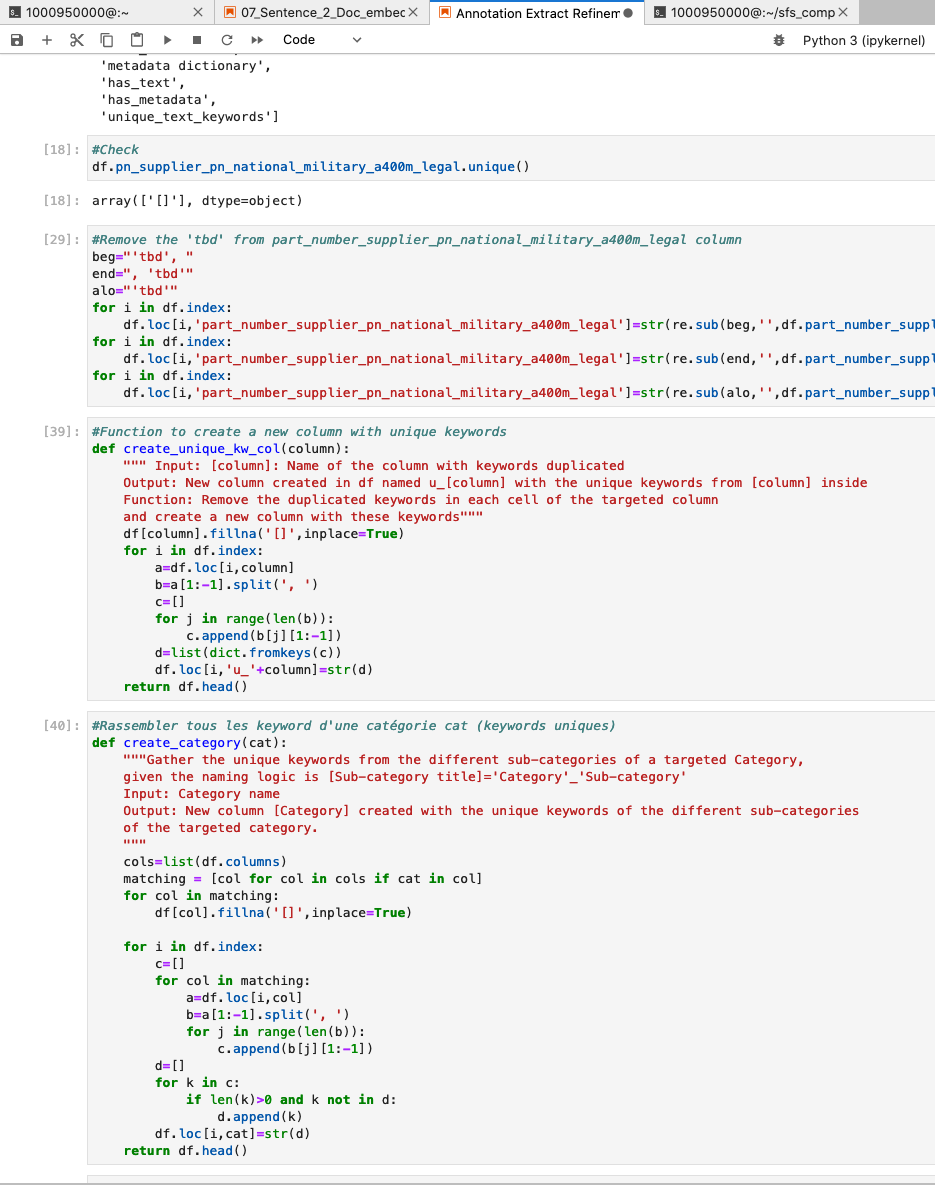 1000950000@:~
07_Sentence_2_Doc_embec
Annotation Extract Refinem
1000950000@:~/sfs_comp
Code
Python 3 (ipykernel)
'metadata dictionary',
'has_text',
'has_metadata',
'unique_text_keywords']
[18]: #Check
df.pn_supplier_pn_national_military_a400m_legal.unique()
[18]: array(['[]'], dtype=object)
[29]: #Remove the 'tbd' from part_number_supplier_pn_national_military_a400m_legal column
beg="'tbd', "
end=", 'tbd'"
alo="'tbd'"
for i in df.index:
    df.loc[i,'part_number_supplier_pn_national_military_a400m_legal']=str(re.sub(beg,'',df.part_number_suppl
for i in df.index:
    df.loc[i,'part_number_supplier_pn_national_military_a400m_legal']=str(re.sub(end,'',df.part_number_suppl
for i in df.index:
    df.loc[i,'part_number_supplier_pn_national_military_a400m_legal']=str(re.sub(alo,'',df.part_number_suppl
[39]: #Function to create a new column with unique keywords
def create_unique_kw_col(column):
    """ Input: [column]: Name of the column with keywords duplicated
    Output: New column created in df named u_[column] with the unique keywords from [column] inside
    Function: Remove the duplicated keywords in each cell of the targeted column
    and create a new column with these keywords"""
    df[column].fillna('[]',inplace=True)
    for i in df.index:
        a=df.loc[i,column]
        b=a[1:-1].split(', ')
        c=[]
        for j in range(len(b)):
            c.append(b[j][1:-1])
        d=list(dict.fromkeys(c))
        df.loc[i,'u_'+column]=str(d)
    return df.head()
[40]: #Rassembler tous les keyword d'une catégorie cat (keywords uniques)
def create_category(cat):
    """Gather the unique keywords from the different sub-categories of a targeted Category,
    given the naming logic is [Sub-category title]='Category'_'Sub-category'
    Input: Category name
    Output: New column [Category] created with the unique keywords of the different sub-categories
    of the targeted category.
    """
    cols=list(df.columns)
    matching = [col for col in cols if cat in col]
    for col in matching:
        df[col].fillna('[]',inplace=True)
    for i in df.index:
        c=[]
        for col in matching:
            a=df.loc[i,col]
            b=a[1:-1].split(', ')
            for j in range(len(b)):
                c.append(b[j][1:-1])
        d=[]
        for k in c:
            if len(k)>0 and k not in d:
                d.append(k)
        df.loc[i,cat]=str(d)
    return df.head()